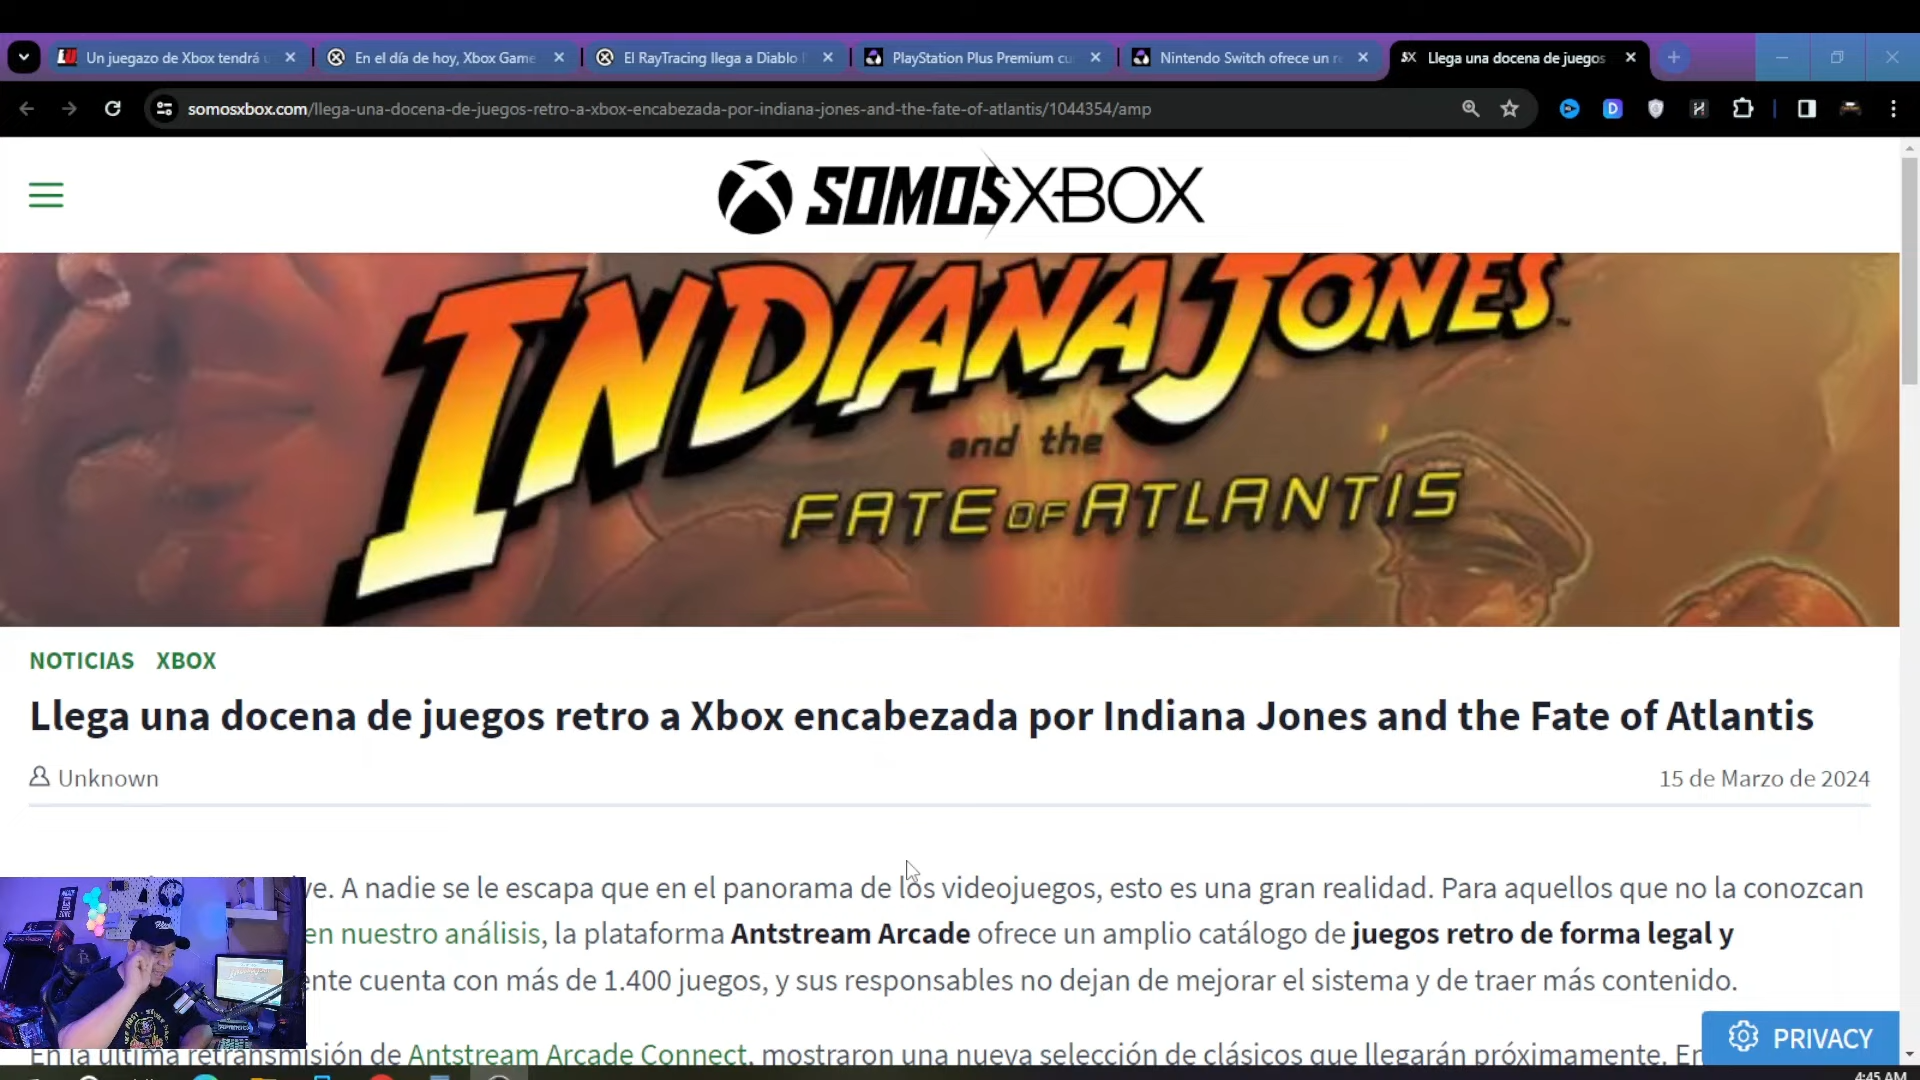 Un juegazo de Xbox tendrá
En el día de hoy, Xbox Game
El RayTracing llega a Diablo
PlayStation Plus Premium cu
Nintendo Switch ofrece un r
Llega una docena de juegos
somosxbox.com/llega-una-docena-de-juegos-retro-a-xbox-encabezada-por-indiana-jones-and-the-fate-of-atlantis/1044354/amp
SOMOSXBOX
INDIANA JONES
and the
FATE OF ATLANTIS
NOTICIAS XBOX
Llega una docena de juegos retro a Xbox encabezada por Indiana Jones and the Fate of Atlantis
Unknown
15 de Marzo de 2024
ve. A nadie se le escapa que en el panorama de los videojuegos, esto es una gran realidad. Para aquellos que no la conozcan
en nuestro análisis, la plataforma Antstream Arcade ofrece un amplio catálogo de juegos retro de forma legal y
nte cuenta con más de 1.400 juegos, y sus responsables no dejan de mejorar el sistema y de traer más contenido.
En la última retransmisión de Antstream Arcade Connect, mostraron una nueva selección de clásicos que llegarán próximamente. En
PRIVACY
4:45 AM